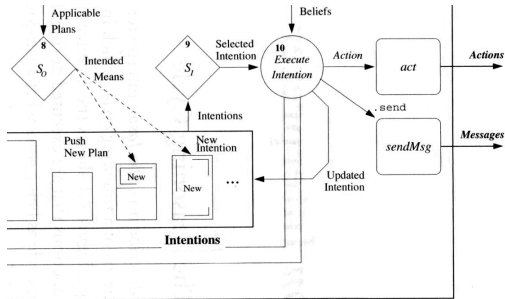 Applicable
Plans
Beliefs
8
S_O
Intended
Means
9
S_I
Selected
Intention
10
Execute
Intention
Action
act
Actions
.send
sendMsg
Messages
Intentions
Push
New Plan
New
Intention
New
New
...
Updated
Intention
Intentions